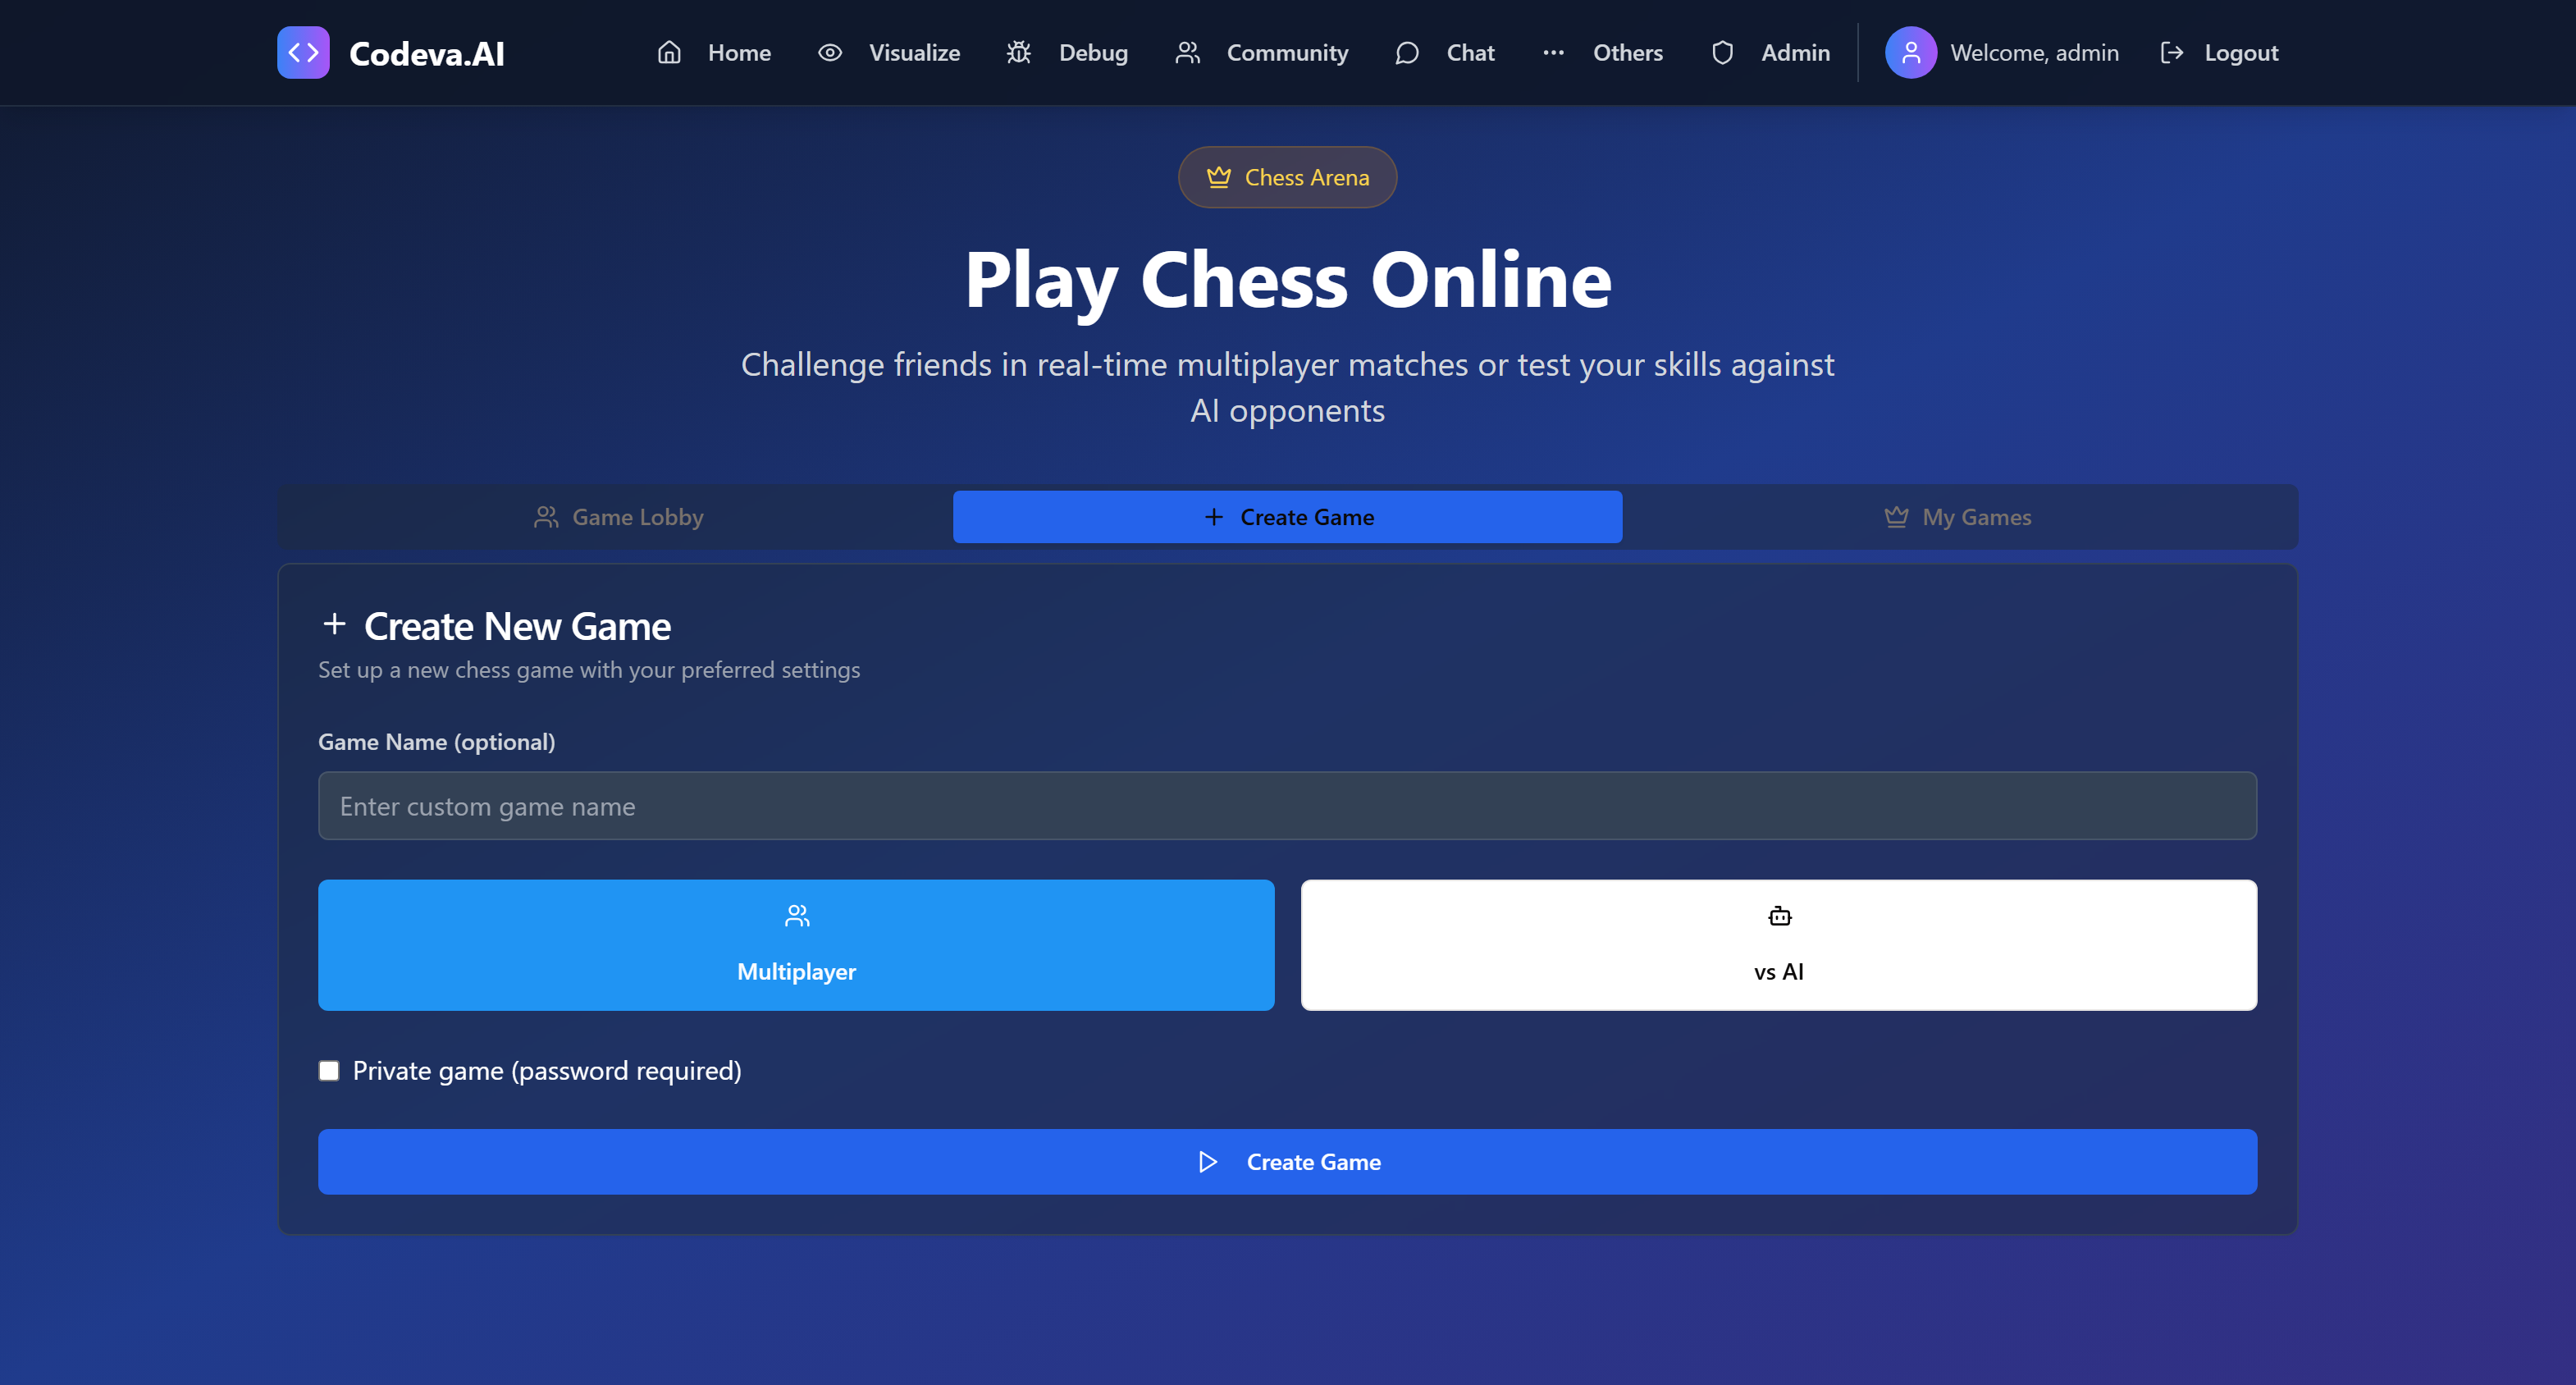 Codeva.AI
Home
Visualize
Debug
Community
Chat
Others
Admin
Welcome, admin
Logout
Chess Arena
Play Chess Online
Challenge friends in real-time multiplayer matches or test your skills against
AI opponents
Game Lobby
Create Game
My Games
Create New Game
Set up a new chess game with your preferred settings
Game Name (optional)
Enter custom game name
Multiplayer
vs AI
Private game (password required)
Create Game